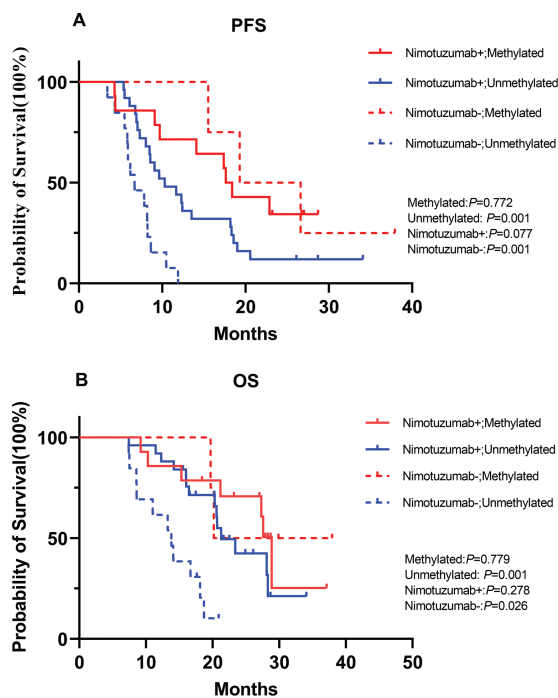 A
PFS
Probability of Survival(100%)
100
50
0
0
10
20
30
40
Months
Nimotuzumab+;Methylated
Nimotuzumab+;Unmethylated
Nimotuzumab-;Methylated
Nimotuzumab-;Unmethylated
Methylated:P=0.772
Unmethylated: P=0.001
Nimotuzumab+:P=0.077
Nimotuzumab-:P=0.001
B
OS
Probability of Survival(100%)
100
50
0
0
10
20
30
40
50
Months
Nimotuzumab+;Methylated
Nimotuzumab+;Unmethylated
Nimotuzumab-;Methylated
Nimotuzumab-;Unmethylated
Methylated:P=0.779
Unmethylated: P=0.001
Nimotuzumab+:P=0.278
Nimotuzumab-:P=0.026